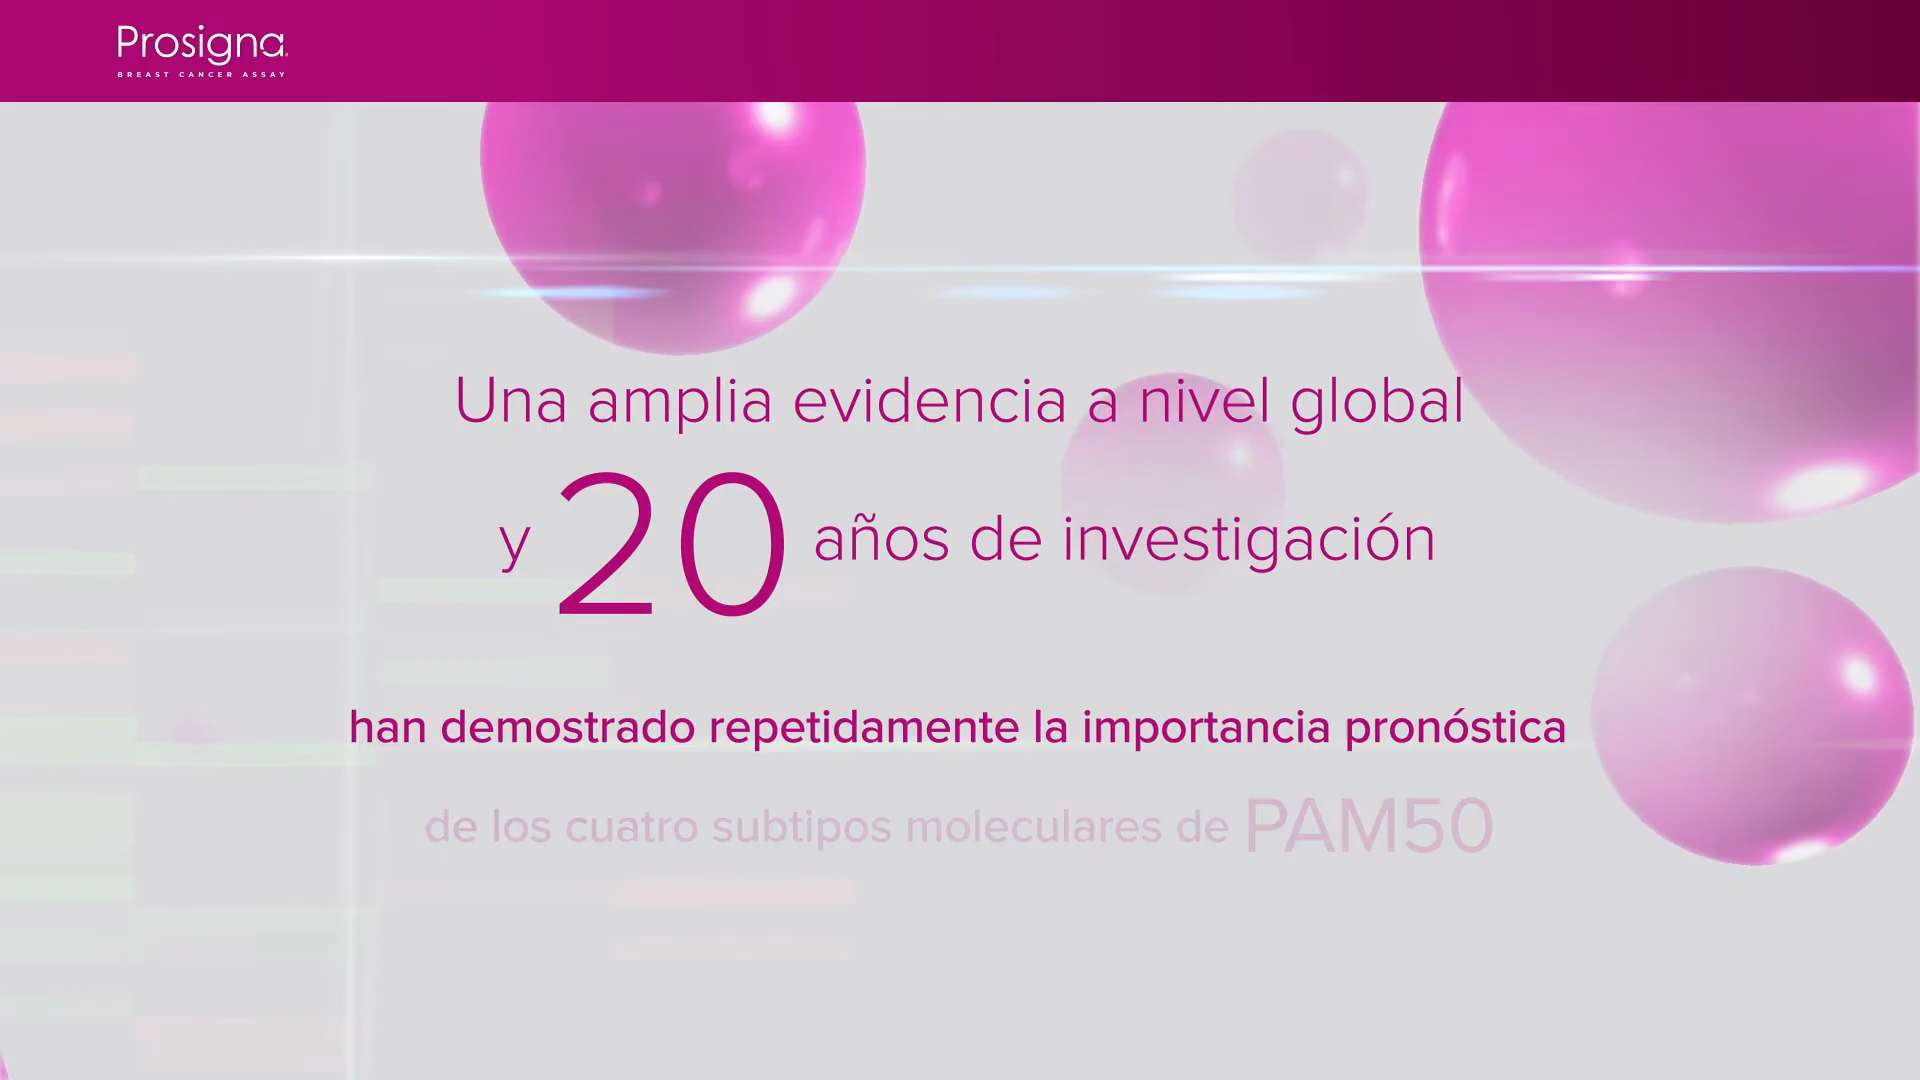 Prosigna
BREAST CANCER ASSAY
Una amplia evidencia a nivel global
y 20 años de investigación
han demostrado repetidamente la importancia pronóstica
de los cuatro subtipos moleculares de PAM50